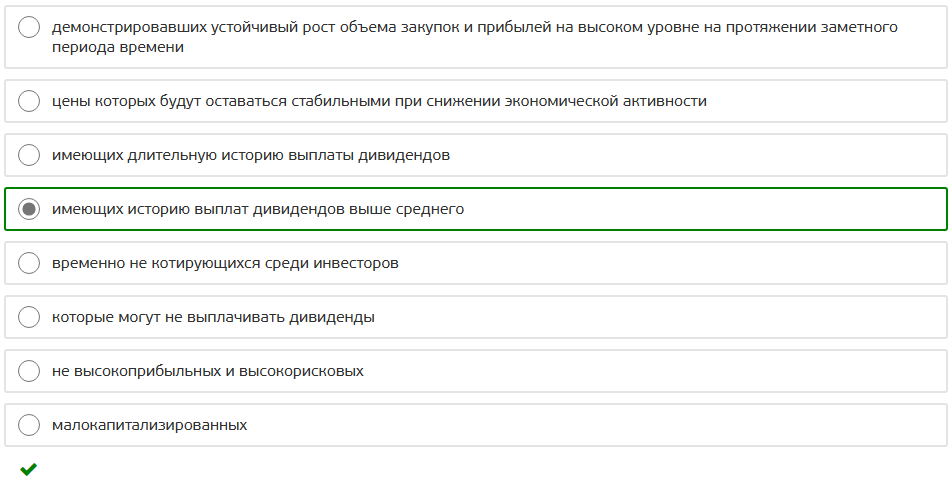 демонстрировавших устойчивый рост объема закупок и прибылей на высоком уровне на протяжении заметного
периода времени
цены которых будут оставаться стабильными при снижении экономической активности
имеющих длительную историю выплаты дивидендов
имеющих историю выплат дивидендов выше среднего
временно не котирующихся среди инвесторов
которые могут не выплачивать дивиденды
не высокоприбыльных и высокорисковых
малокапитализированных